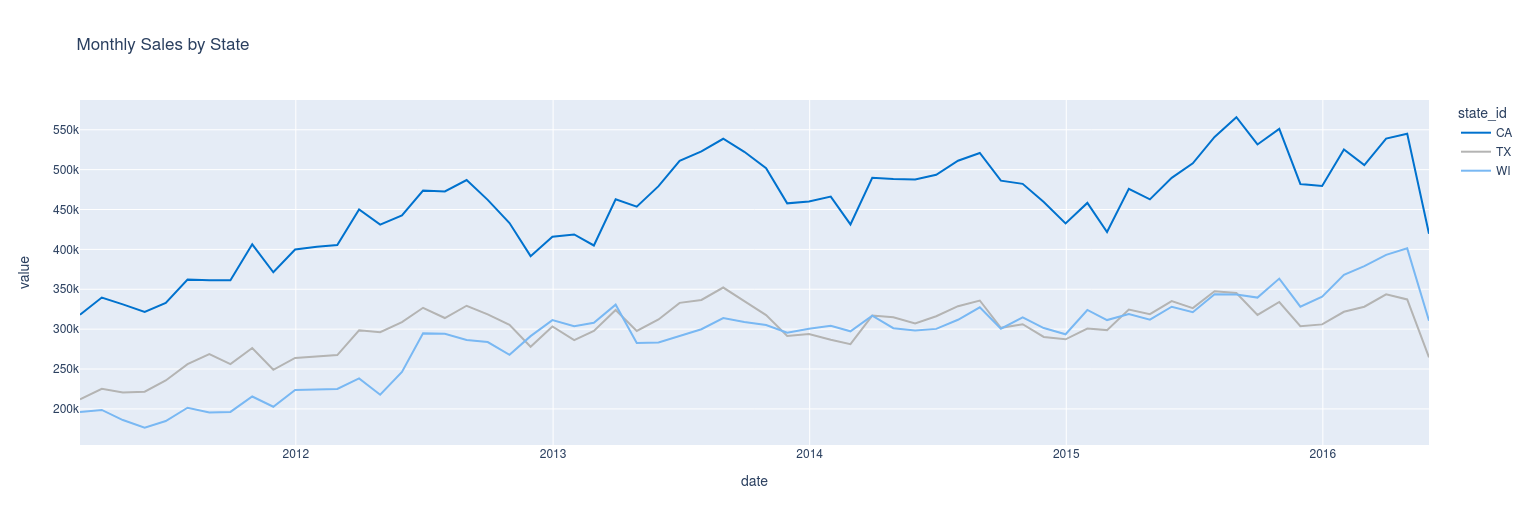 Monthly Sales by State
state_id
CA
TX
WI
value
550k
500k
450k
400k
350k
300k
250k
200k
2012
2013
2014
2015
2016
date